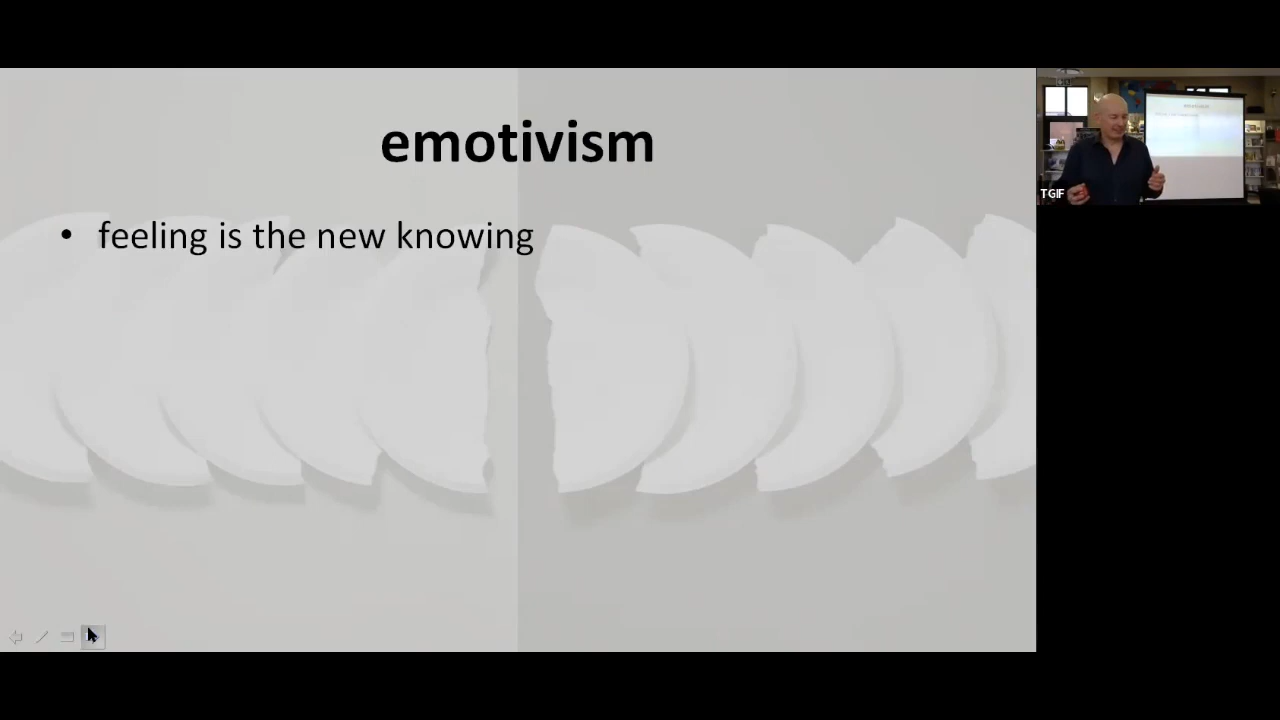 emotivism
• feeling is the new knowing
TGIF